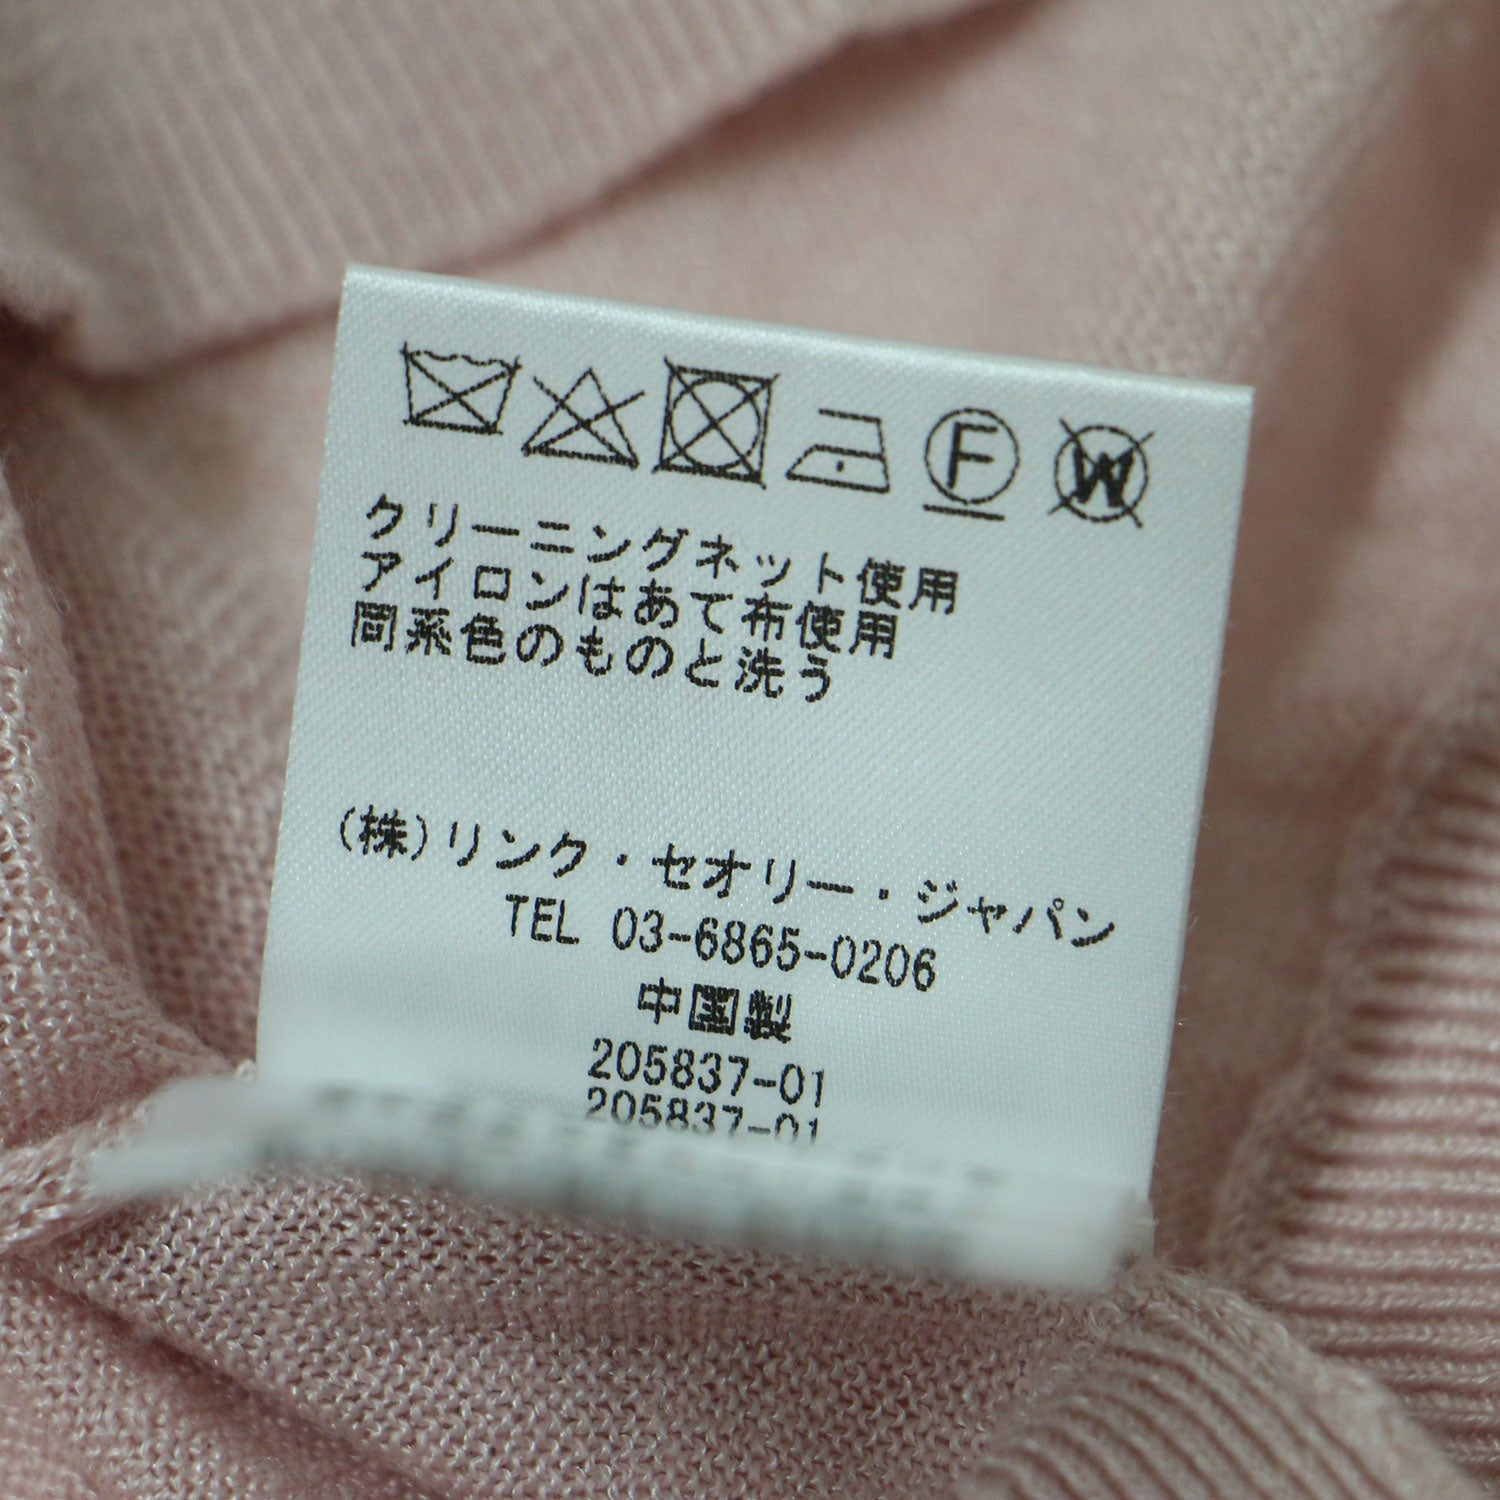 F W
クリーニングネット使用
アイロンはあて布使用
同系色のものと洗う
(株)リンク・セオリー・ジャパン
TEL 03-6865-0206
中国製
205837-01
205837-01